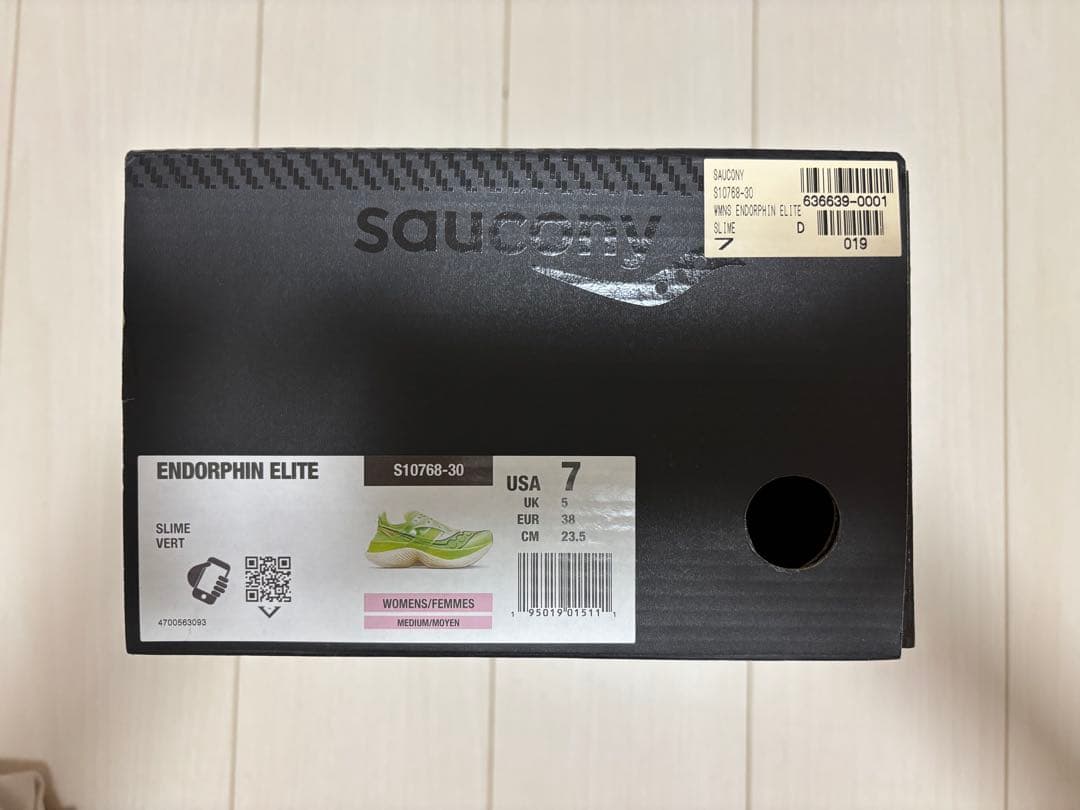 saucony
SAUCONY
S10768-30
WMNS ENDORPHIN ELITE
636639-0001
SLIME D
7
019
ENDORPHIN ELITE
S10768-30
USA 7
UK 5
EUR 38
CM 23.5
SLIME
VERT
WOMENS/FEMMES
MEDIUM/MOYEN
4700563093
1 95019 01511 1